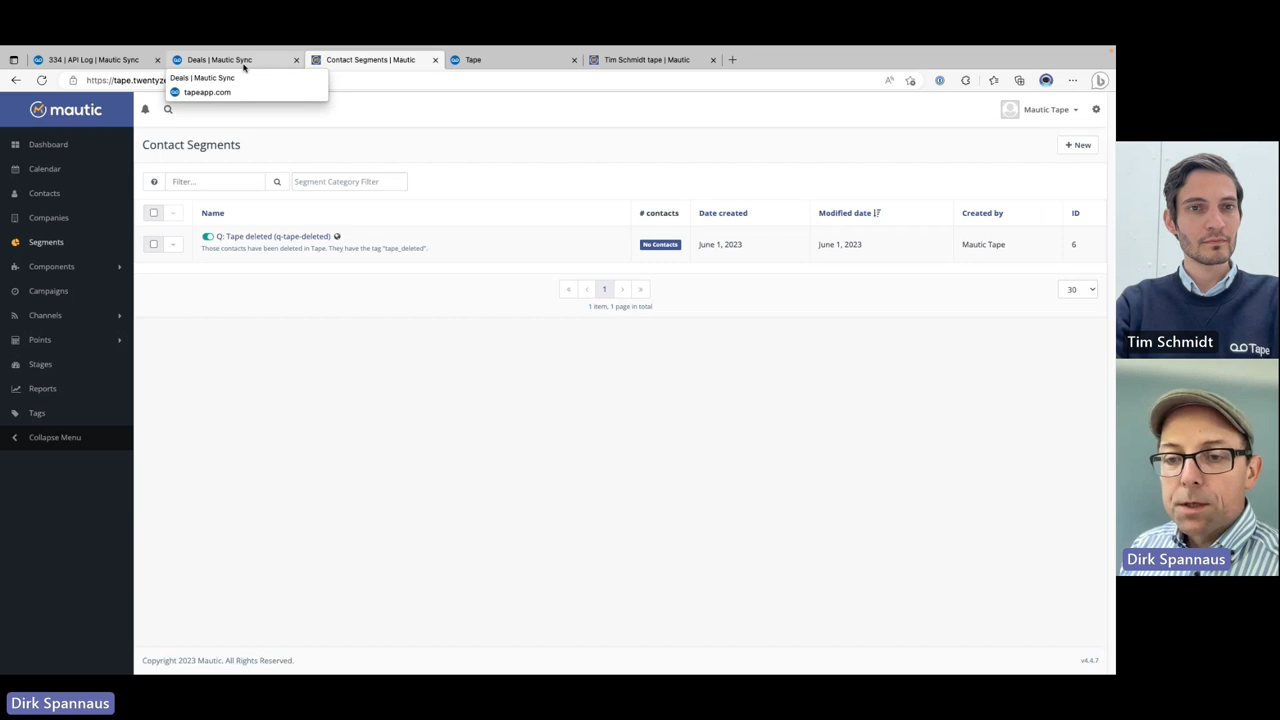 334 | API Log | Mautic Sync
Deals | Mautic Sync
Contact Segments | Mautic
Tape
Tim Schmidt tape | Mautic
https://tape.twentyze
Deals | Mautic Sync
tapeapp.com
mautic
Mautic Tape
Dashboard
Calendar
Contacts
Companies
Segments
Components
Campaigns
Channels
Points
Stages
Reports
Tags
Collapse Menu
Contact Segments
+ New
Filter...
Segment Category Filter
Name
# contacts
Date created
Modified date
Created by
ID
Q: Tape deleted (q-tape-deleted)
Those contacts have been deleted in Tape. They have the tag "tape_deleted".
No Contacts
June 1, 2023
June 1, 2023
Mautic Tape
6
« ‹ 1 › »
30
1 item, 1 page in total
Copyright 2023 Mautic. All Rights Reserved.
v4.4.7
Tim Schmidt
Tape
Dirk Spannaus
Dirk Spannaus